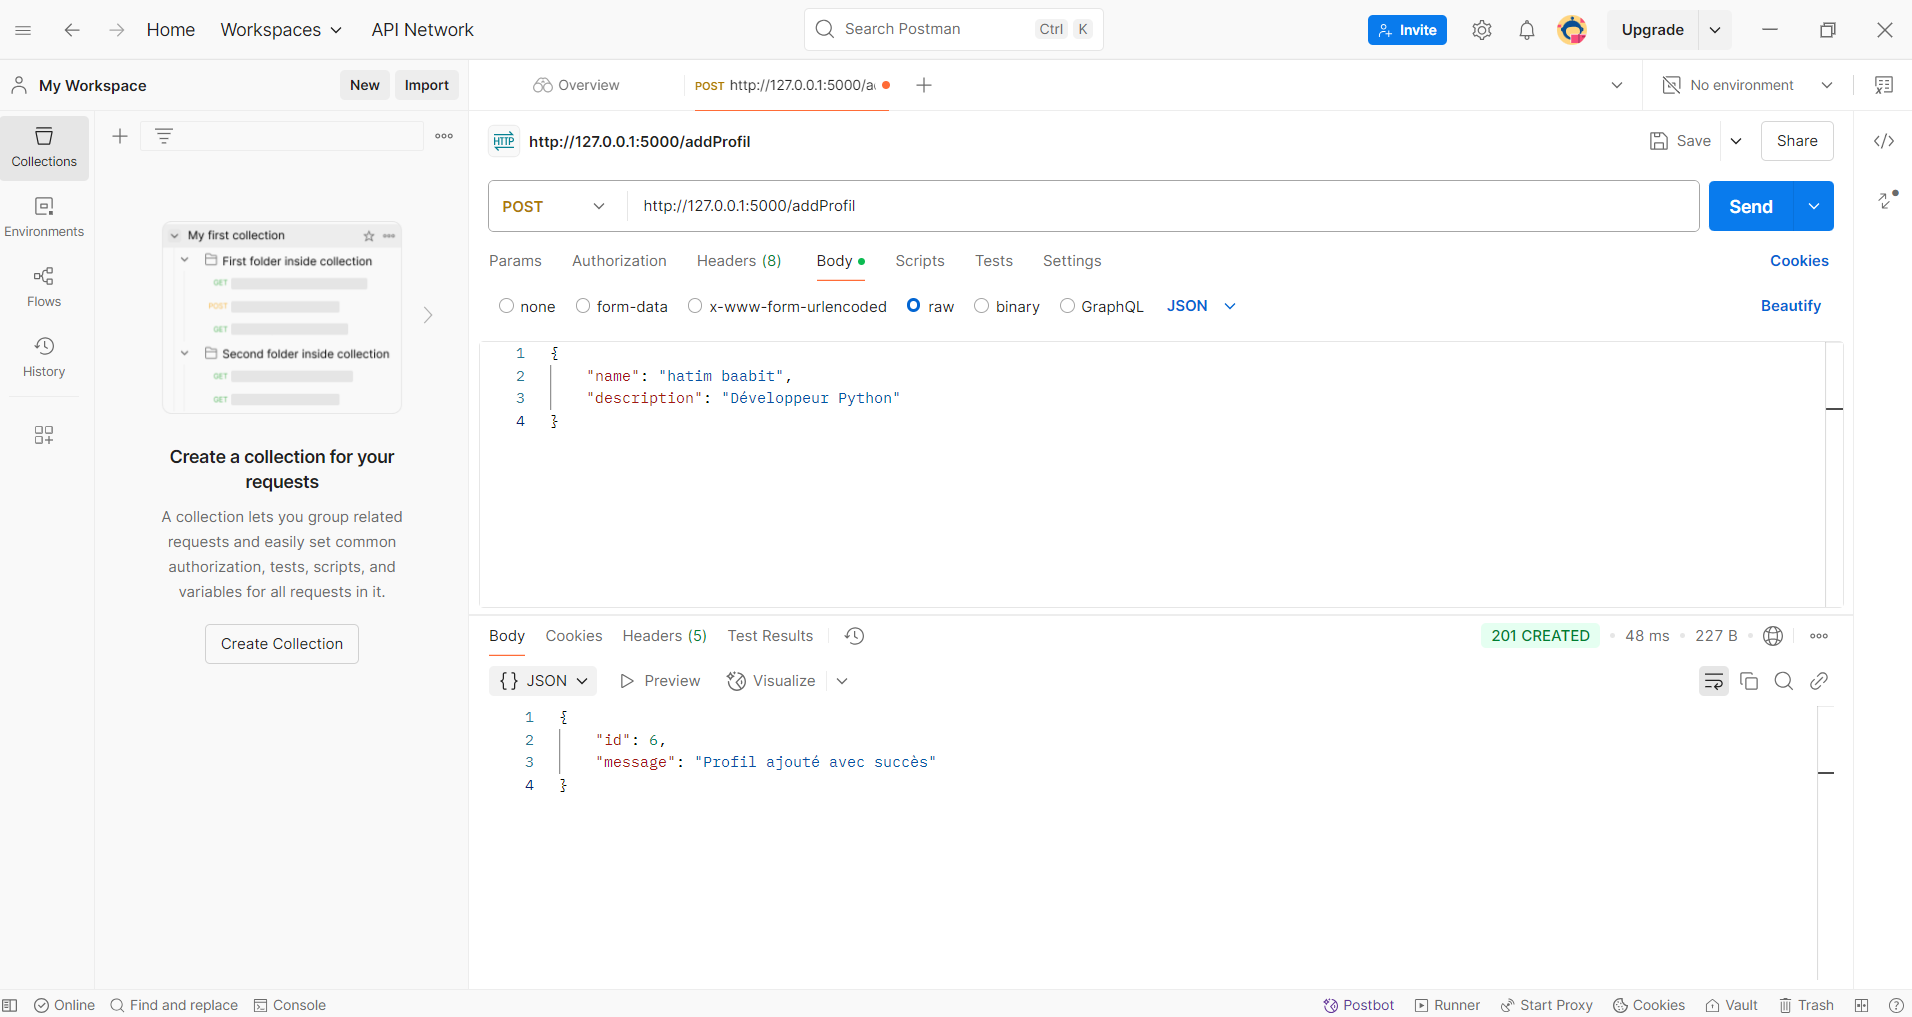 Home Workspaces API Network Search Postman Ctrl K Invite Upgrade
My Workspace New Import Overview POST http://127.0.0.1:5000/a No environment
Collections
Environments
Flows
History
My first collection
First folder inside collection
GET
POST
GET
Second folder inside collection
GET
GET
Create a collection for your
requests
A collection lets you group related
requests and easily set common
authorization, tests, scripts, and
variables for all requests in it.
Create Collection
HTTP http://127.0.0.1:5000/addProfil Save Share
POST http://127.0.0.1:5000/addProfil Send
Params Authorization Headers (8) Body Scripts Tests Settings Cookies
none form-data x-www-form-urlencoded raw binary GraphQL JSON Beautify
1 {
2 "name": "hatim baabit",
3 "description": "Développeur Python"
4 }
Body Cookies Headers (5) Test Results 201 CREATED 48 ms 227 B
{} JSON Preview Visualize
1 {
2 "id": 6,
3 "message": "Profil ajouté avec succès"
4 }
Online Find and replace Console Postbot Runner Start Proxy Cookies Vault Trash